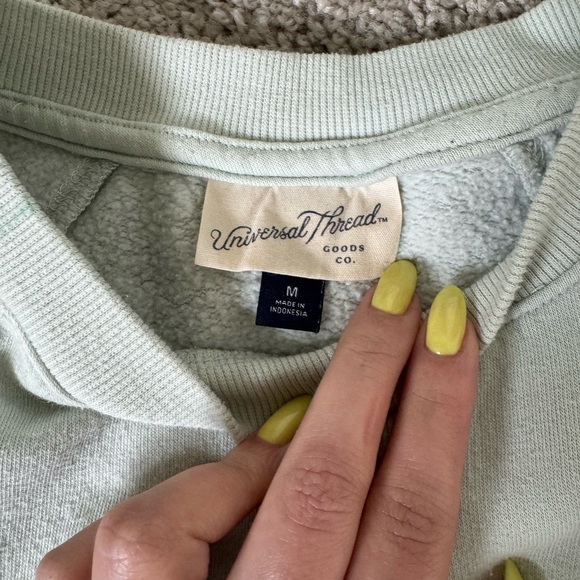 Universal Thread™
GOODS
CO.
M
MADE IN
INDONESIA